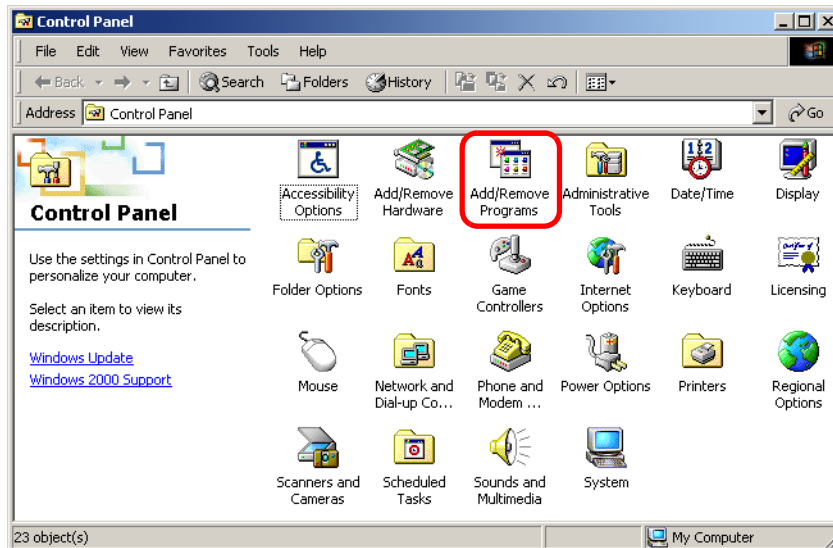 Control Panel
File Edit View Favorites Tools Help
Back Search Folders History
Address Control Panel Go
Control Panel
Use the settings in Control Panel to
personalize your computer.
Select an item to view its
description.
Windows Update
Windows 2000 Support
Accessibility
Options
Add/Remove
Hardware
Add/Remove
Programs
Administrative
Tools
Date/Time
Display
Folder Options
Fonts
Game
Controllers
Internet
Options
Keyboard
Licensing
Mouse
Network and
Dial-up Co...
Phone and
Modem ...
Power Options
Printers
Regional
Options
Scanners and
Cameras
Scheduled
Tasks
Sounds and
Multimedia
System
23 object(s)
My Computer